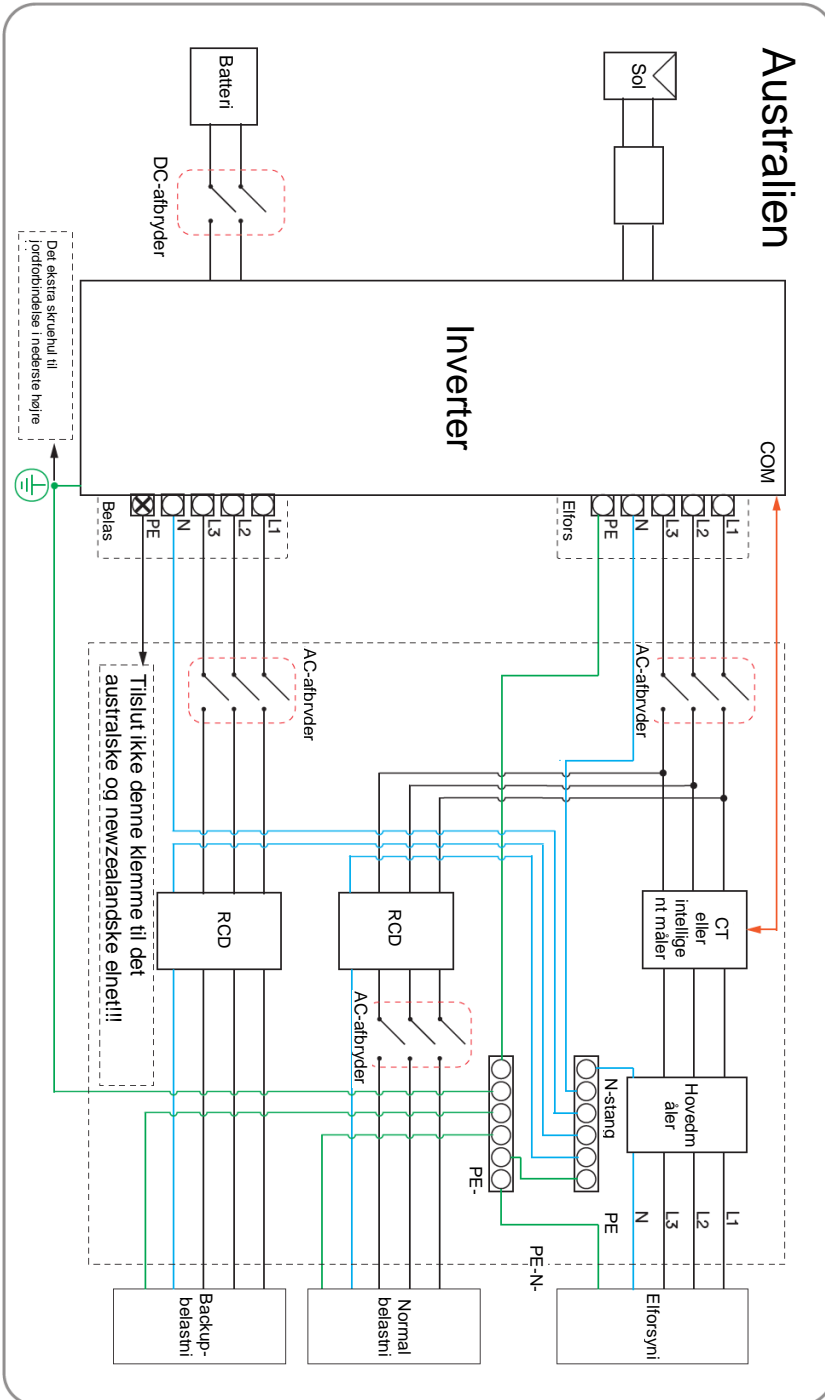 Australien
Sol
Batteri
DC-afbryder
Det ekstra skruehul til
jordforbindelse i nederste højre
Inverter
COM
Elfors
L1
L2
L3
N
PE
Belas
L1
L2
L3
N
PE
AC-afbryder
AC-afbrvder
Tilslut ikke denne klemme til det
australske og newzealandske elnet!!!
CT
eller
intellige
nt måler
RCD
RCD
AC-afbryder
Hovedm
åler
N-stang
PE-
L1
L2
L3
N
PE
PE-N-
Elforsyni
Normal
belastni
Backup-
belastni